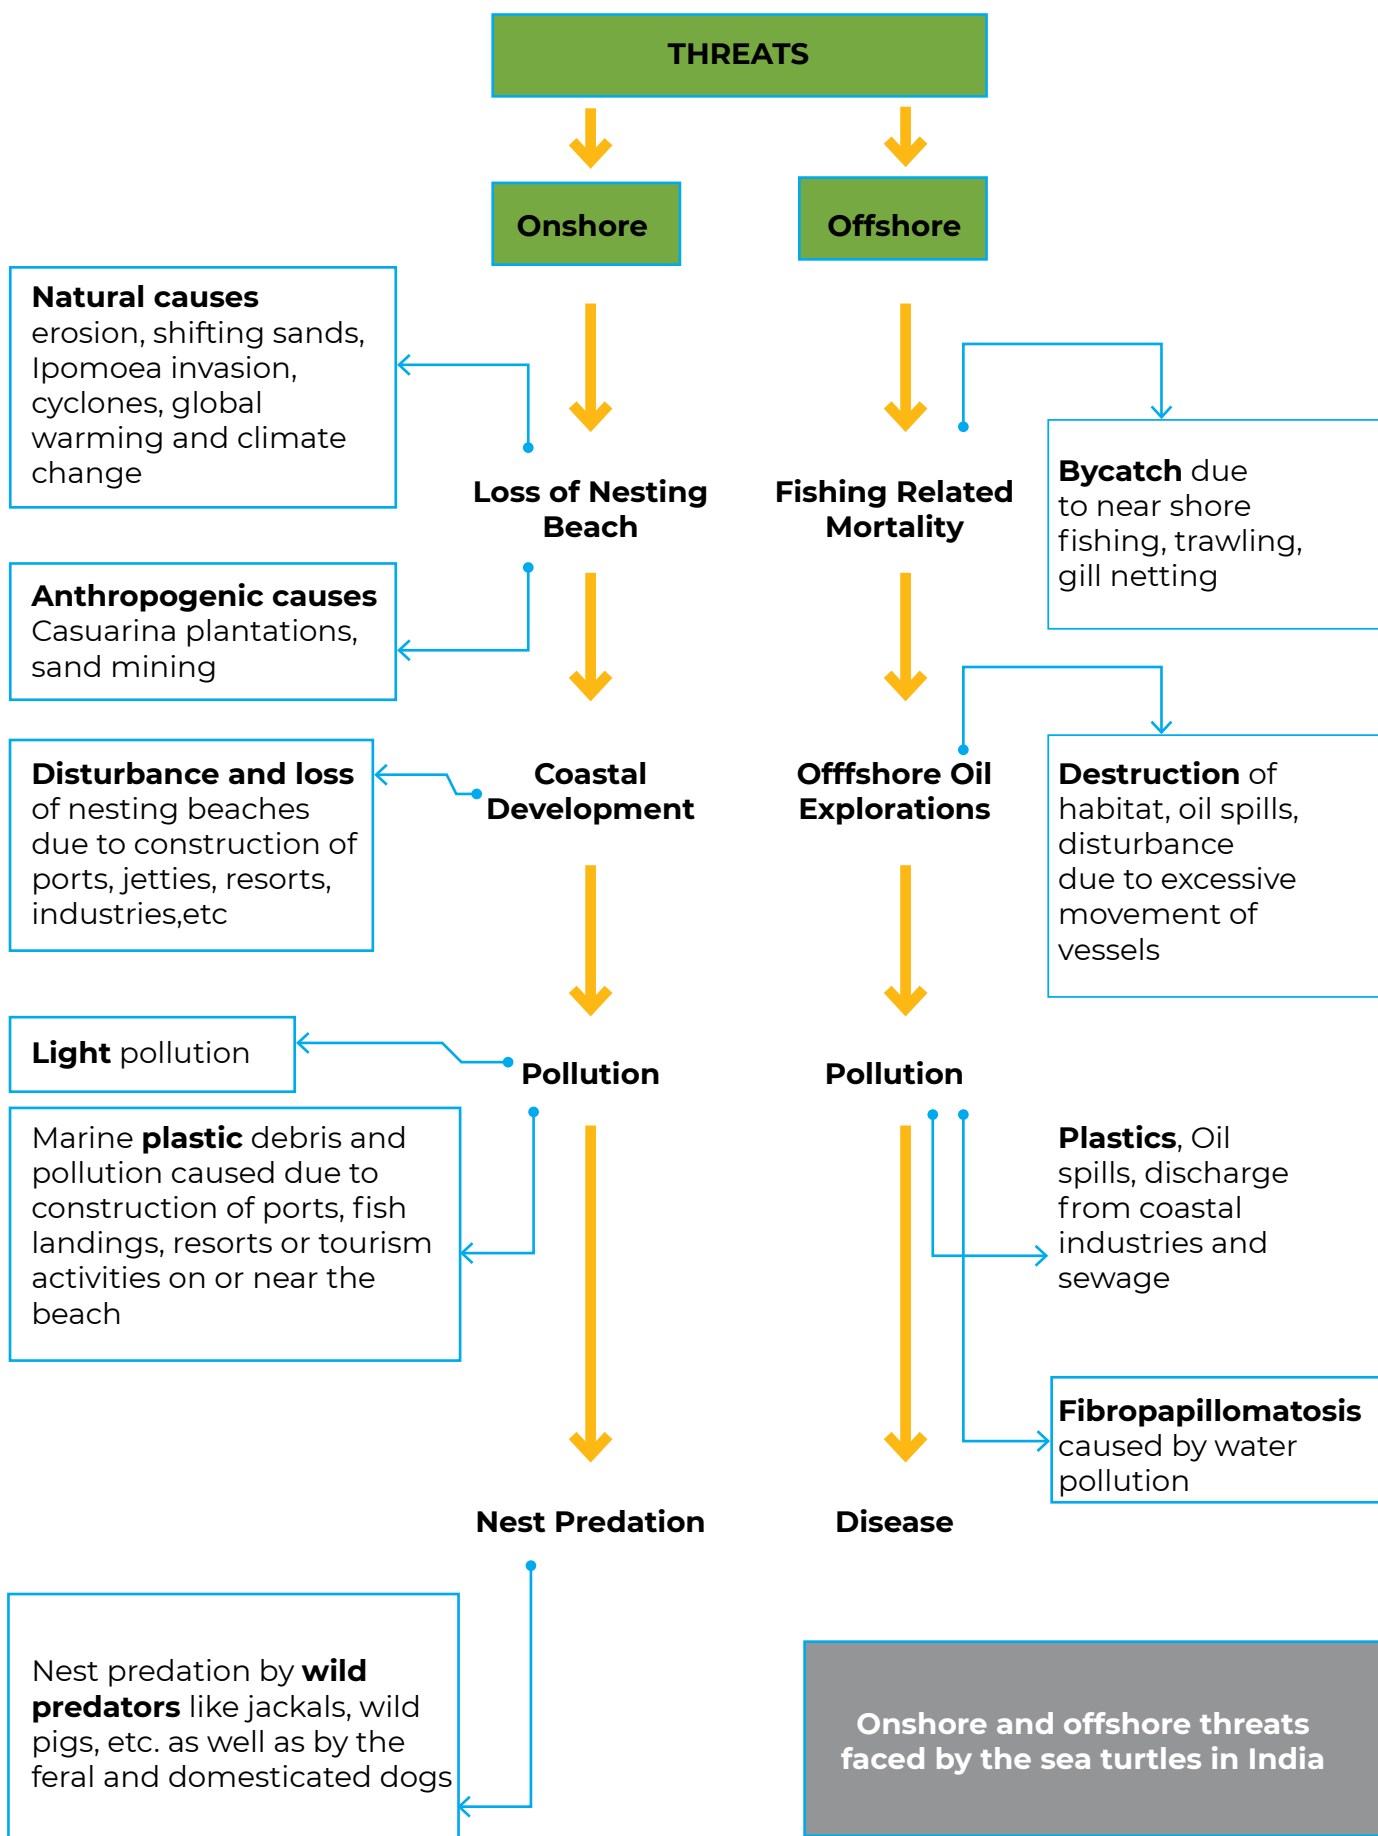 THREATS
Onshore
Offshore
Natural causes
erosion, shifting sands,
Ipomoea invasion,
cyclones, global
warming and climate
change
Loss of Nesting
Beach
Fishing Related
Mortality
Bycatch due
to near shore
fishing, trawling,
gill netting
Anthropogenic causes
Casuarina plantations,
sand mining
Disturbance and loss
of nesting beaches
due to construction of
ports, jetties, resorts,
industries,etc
Coastal
Development
Offfshore Oil
Explorations
Destruction of
habitat, oil spills,
disturbance
due to excessive
movement of
vessels
Light pollution
Pollution
Pollution
Marine plastic debris and
pollution caused due to
construction of ports, fish
landings, resorts or tourism
activities on or near the
beach
Plastics, Oil
spills, discharge
from coastal
industries and
sewage
Fibropapillomatosis
caused by water
pollution
Nest Predation
Disease
Nest predation by wild
predators like jackals, wild
pigs, etc. as well as by the
feral and domesticated dogs
Onshore and offshore threats
faced by the sea turtles in India